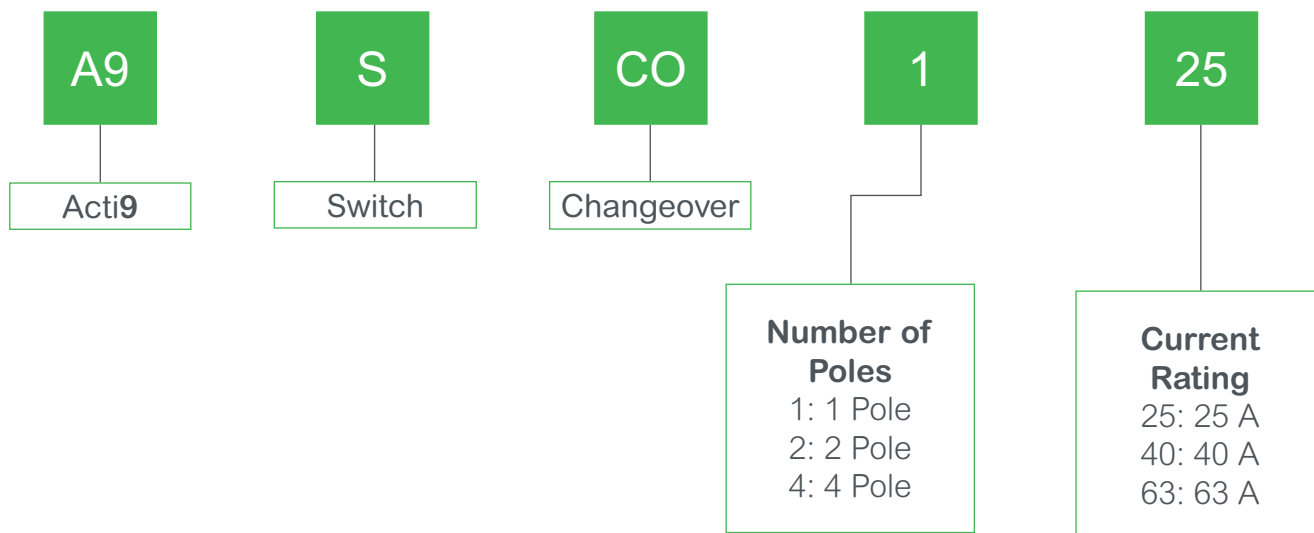 A9
S
CO
1
25
Acti9
Switch
Changeover
Number of
Poles
1: 1 Pole
2: 2 Pole
4: 4 Pole
Current
Rating
25: 25 A
40: 40 A
63: 63 A